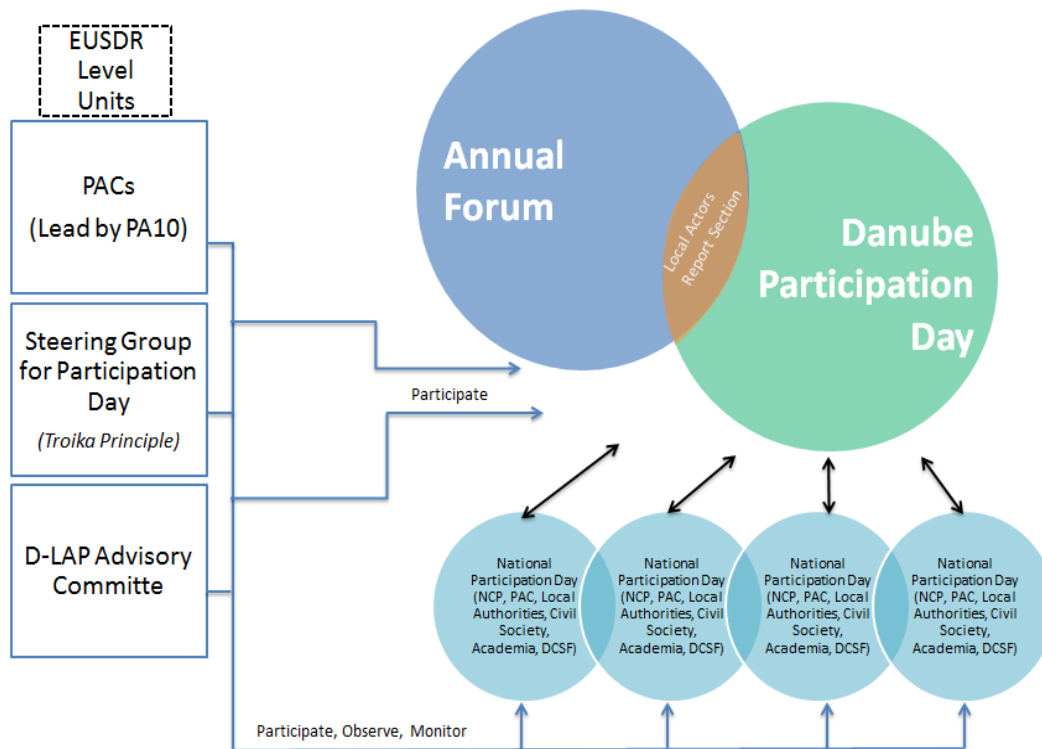 EUSDR
Level
Units
PACs
(Lead by PA10)
Steering Group
for Participation
Day
(Troika Principle)
D-LAP Advisory
Committe
Annual
Forum
Local Actors
Report Section
Danube
Participation
Day
Participate
National
Participation Day
(NCP, PAC, Local
Authorities, Civil
Society,
Academia, DCSF)
National
Participation Day
(NCP, PAC, Local
Authorities, Civil
Society,
Academia, DCSF)
National
Participation Day
(NCP, PAC, Local
Authorities, Civil
Society,
Academia, DCSF)
National
Participation Day
(NCP, PAC, Local
Authorities, Civil
Society,
Academia, DCSF)
Participate, Observe, Monitor